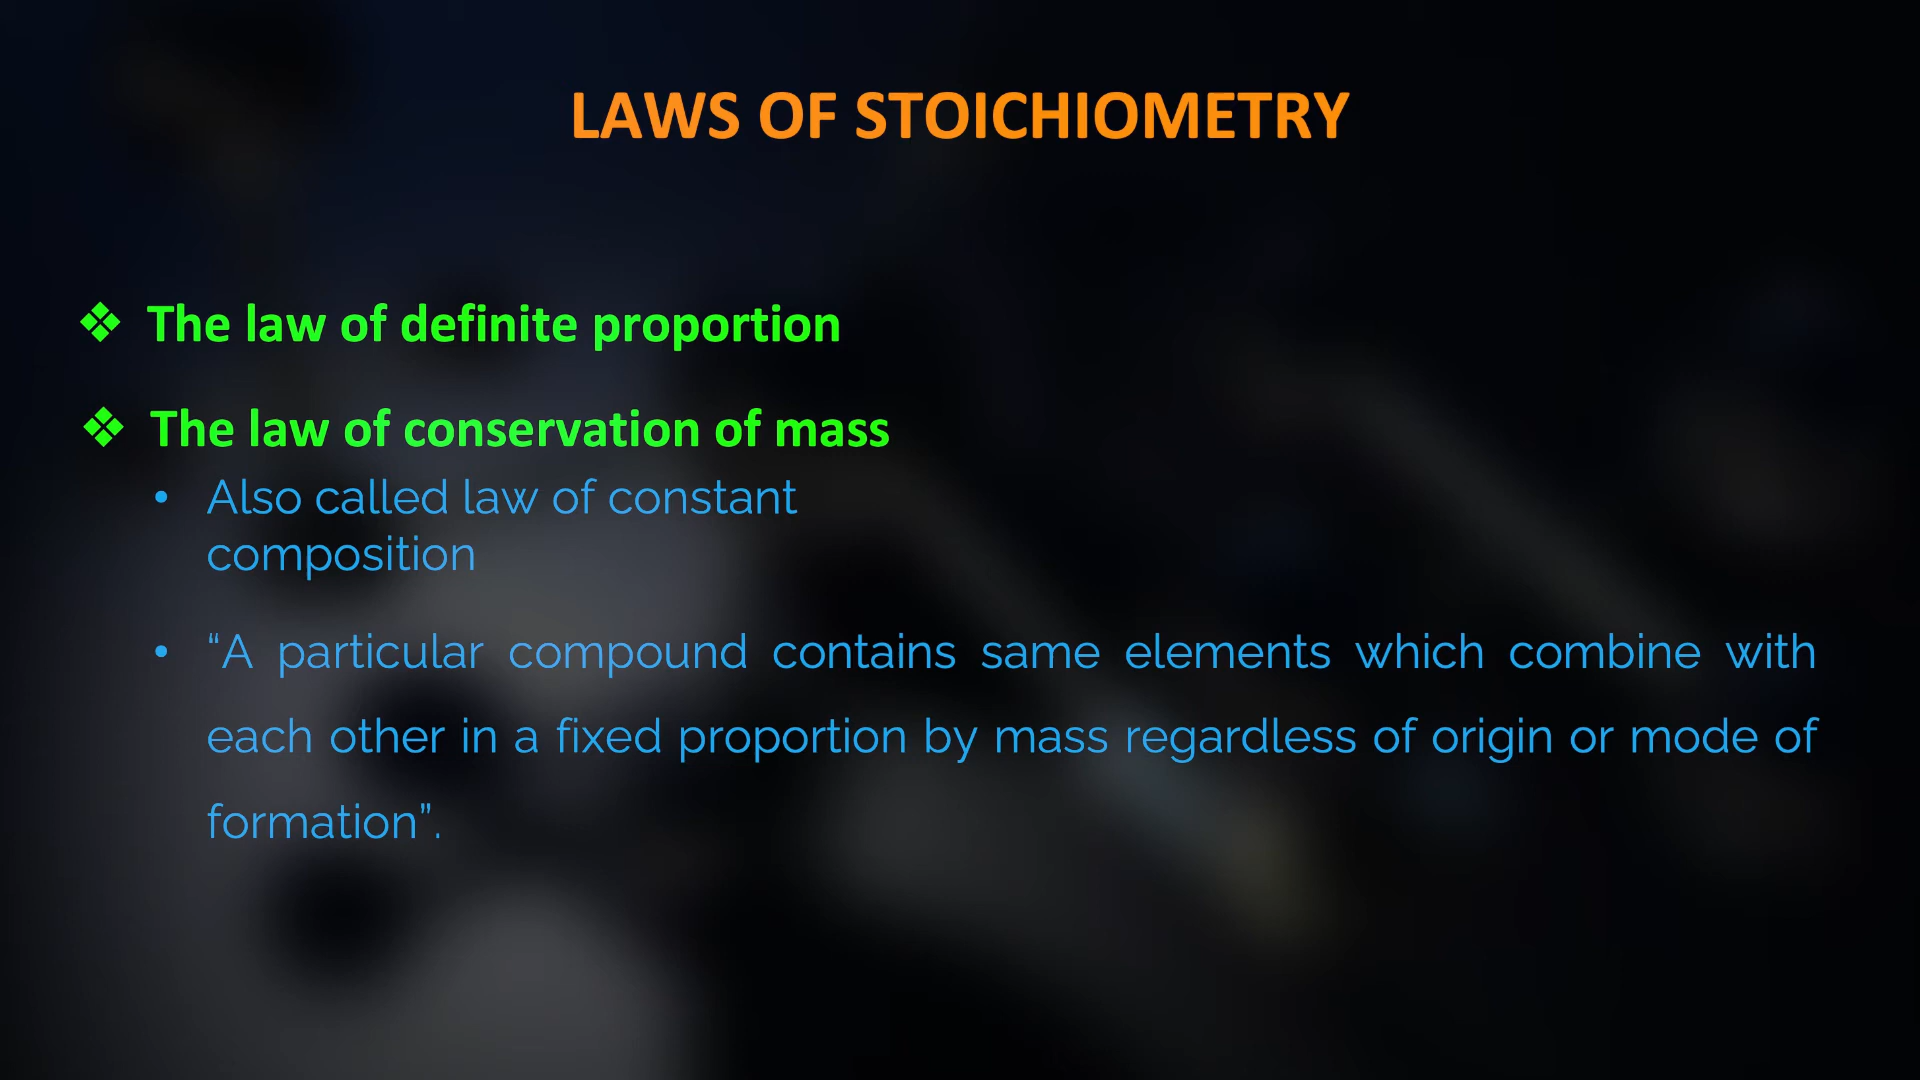 LAWS OF STOICHIOMETRY
❖ The law of definite proportion
❖ The law of conservation of mass
• Also called law of constant
composition
• “A particular compound contains same elements which combine with
each other in a fixed proportion by mass regardless of origin or mode of
formation”.